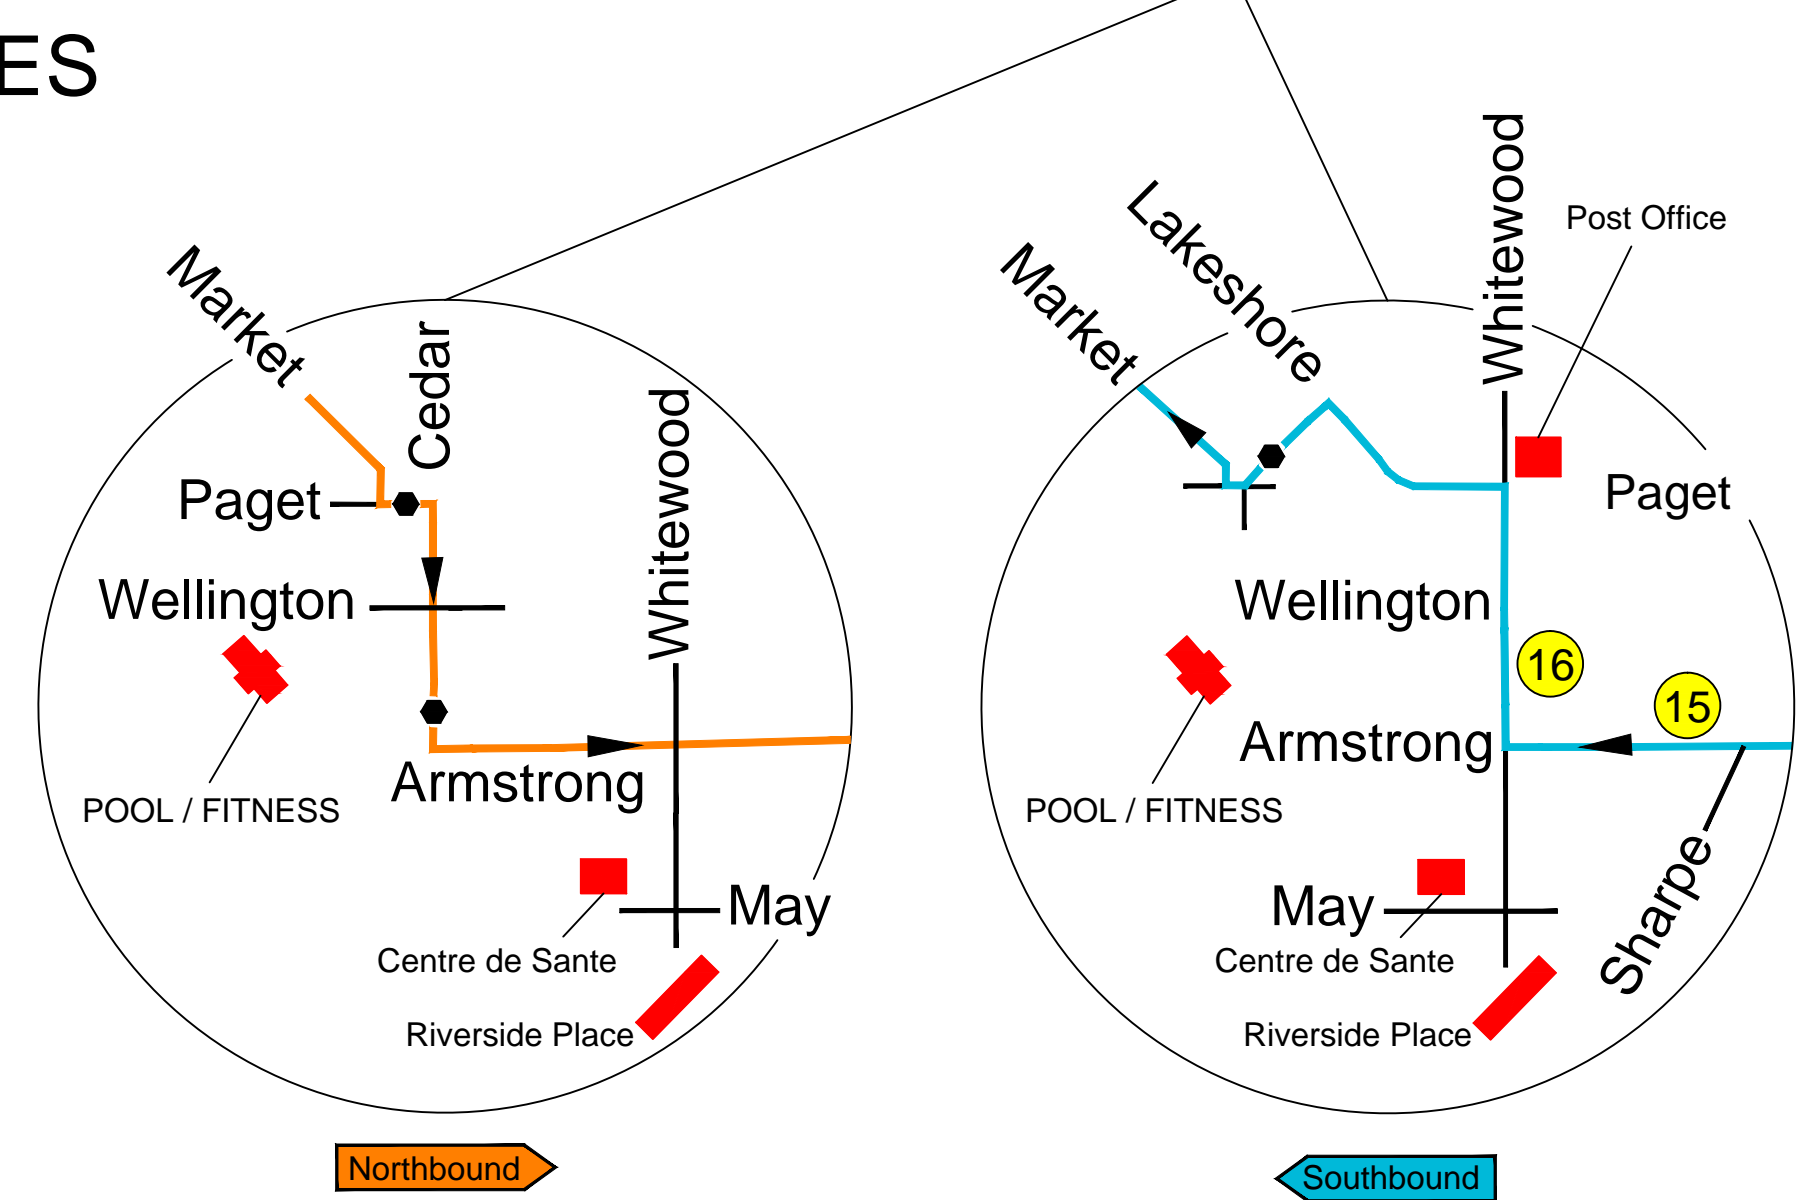 ES
Market
Cedar
Paget
Wellington
Whitewood
Armstrong
POOL / FITNESS
May
Centre de Sante
Riverside Place
Northbound
Market
Lakeshore
Whitewood
Post Office
Paget
Wellington
16
15
Armstrong
POOL / FITNESS
May
Centre de Sante
Sharpe
Riverside Place
Southbound